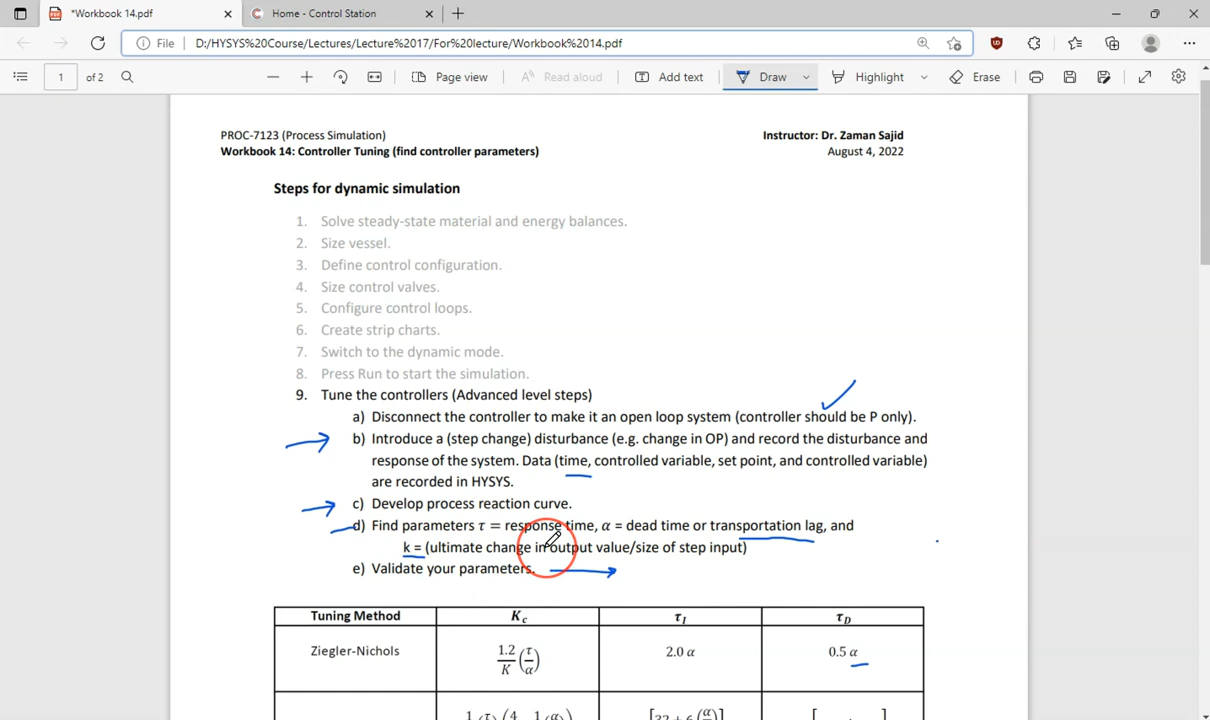 *Workbook 14.pdf
Home - Control Station
File D:/HYSYS%20Course/Lectures/Lecture%2017/For%20lecture/Workbook%2014.pdf
1 of 2 Page view Read aloud Add text Draw Highlight Erase
PROC-7123 (Process Simulation) Instructor: Dr. Zaman Sajid
Workbook 14: Controller Tuning (find controller parameters) August 4, 2022
Steps for dynamic simulation
1. Solve steady-state material and energy balances.
2. Size vessel.
3. Define control configuration.
4. Size control valves.
5. Configure control loops.
6. Create strip charts.
7. Switch to the dynamic mode.
8. Press Run to start the simulation.
9. Tune the controllers (Advanced level steps)
a) Disconnect the controller to make it an open loop system (controller should be P only).
b) Introduce a (step change) disturbance (e.g. change in OP) and record the disturbance and
response of the system. Data (time, controlled variable, set point, and controlled variable)
are recorded in HYSYS.
c) Develop process reaction curve.
d) Find parameters τ = response time, α = dead time or transportation lag, and
k = (ultimate change in output value/size of step input)
e) Validate your parameters.
Tuning Method K_c τ_I τ_D
Ziegler-Nichols 1.2/K (τ/α) 2.0 α 0.5 α